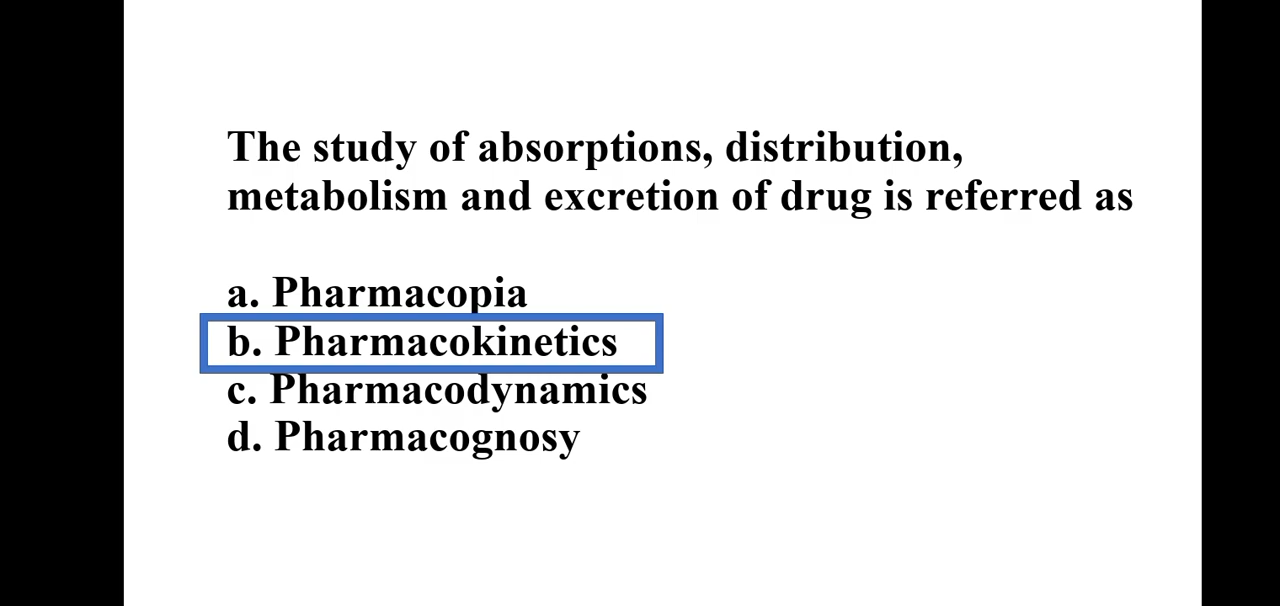 The study of absorptions, distribution,
metabolism and excretion of drug is referred as
a. Pharmacopia
b. Pharmacokinetics
c. Pharmacodynamics
d. Pharmacognosy